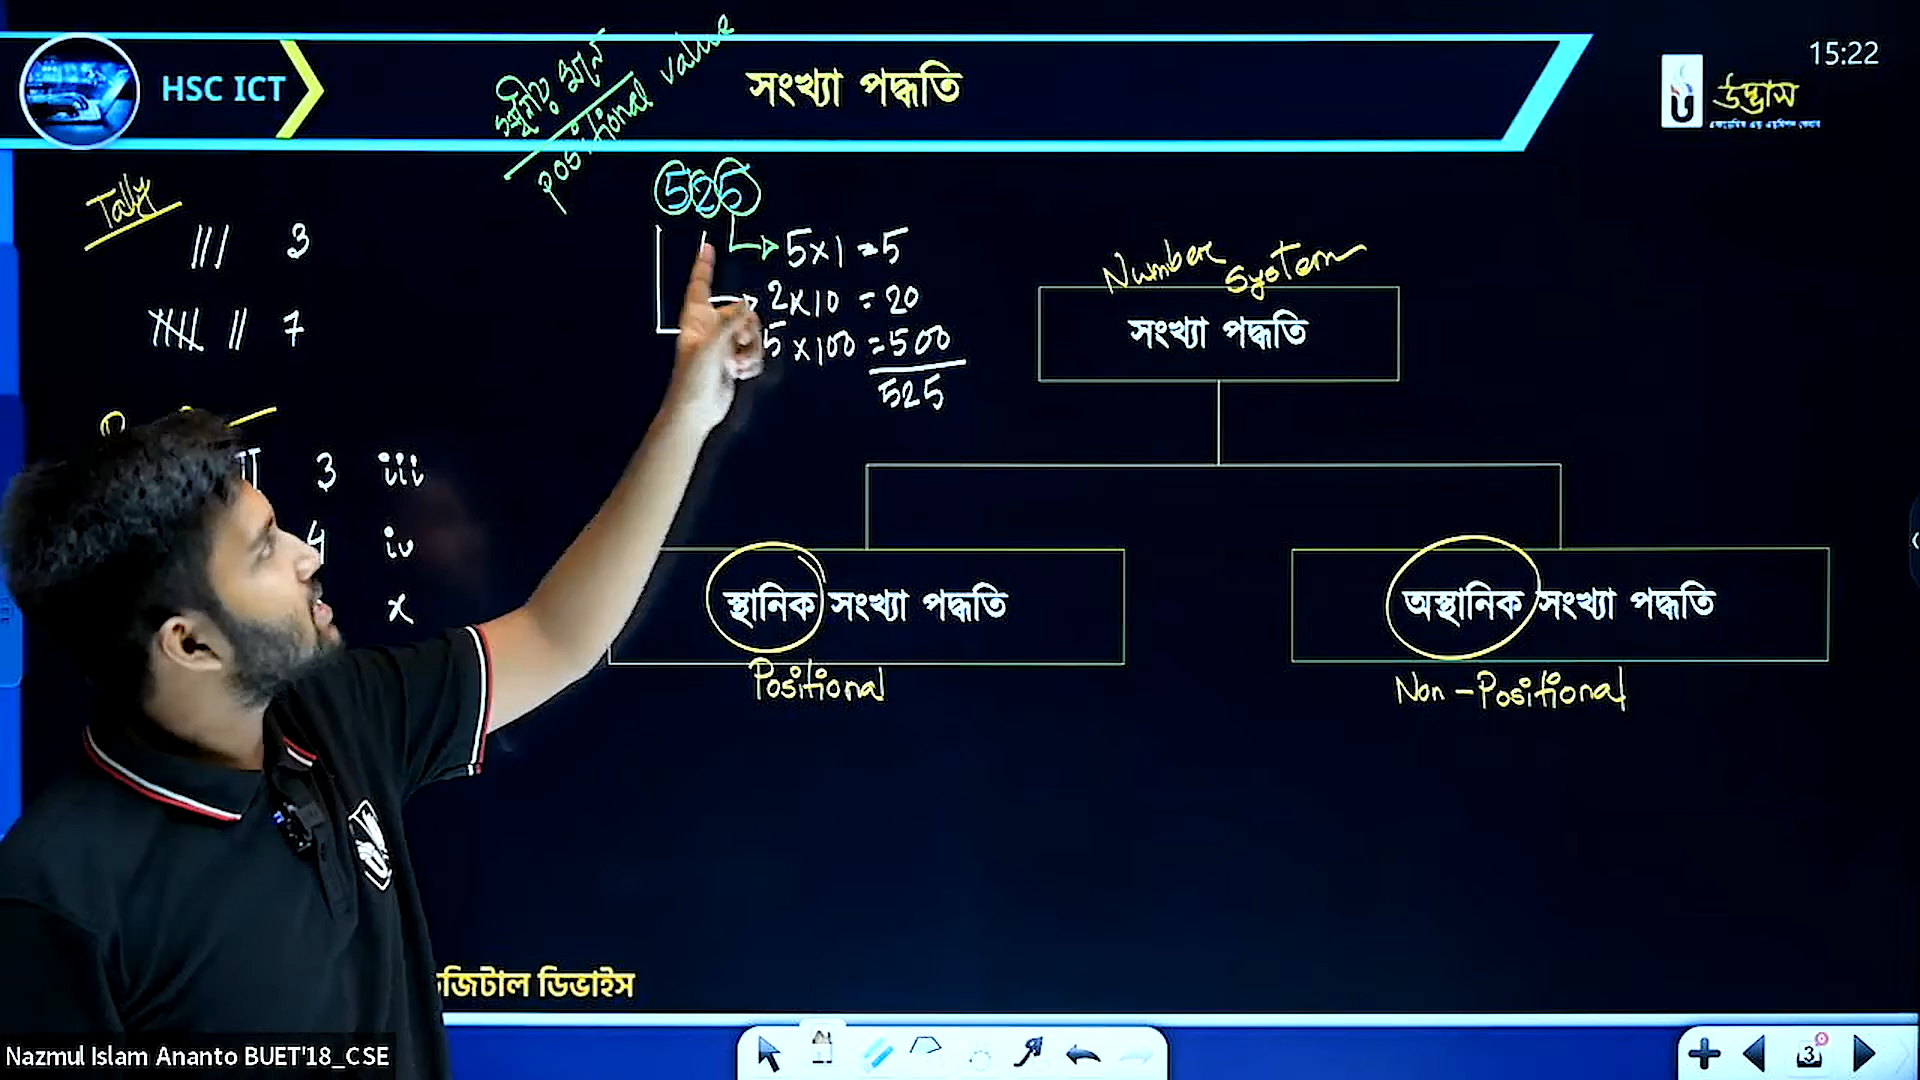 HSC ICT
সংখ্যা পদ্ধতি
15:22
উদ্ভাস
স্থানীয় মান
positional value
Tally
||| 3
|| 7
525
5×1 = 5
2×10 = 20
5×100 = 500
525
Number System
সংখ্যা পদ্ধতি
3 iii
4 iv
x
স্থানিক সংখ্যা পদ্ধতি
Positional
অস্থানিক সংখ্যা পদ্ধতি
Non-Positional
জিটাল ডিভাইস
Nazmul Islam Ananto BUET'18_CSE
3